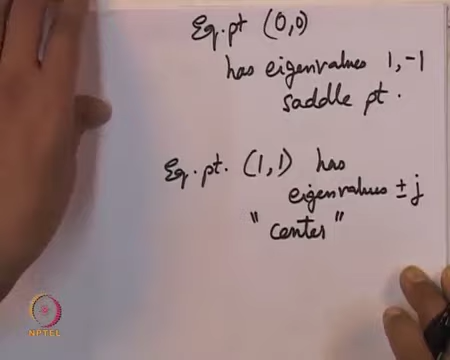 Eq. pt (0,0)
has eigenvalues 1, -1
saddle pt.
Eq. pt. (1,1) has
eigenvalues ± j
"center"
NPTEL